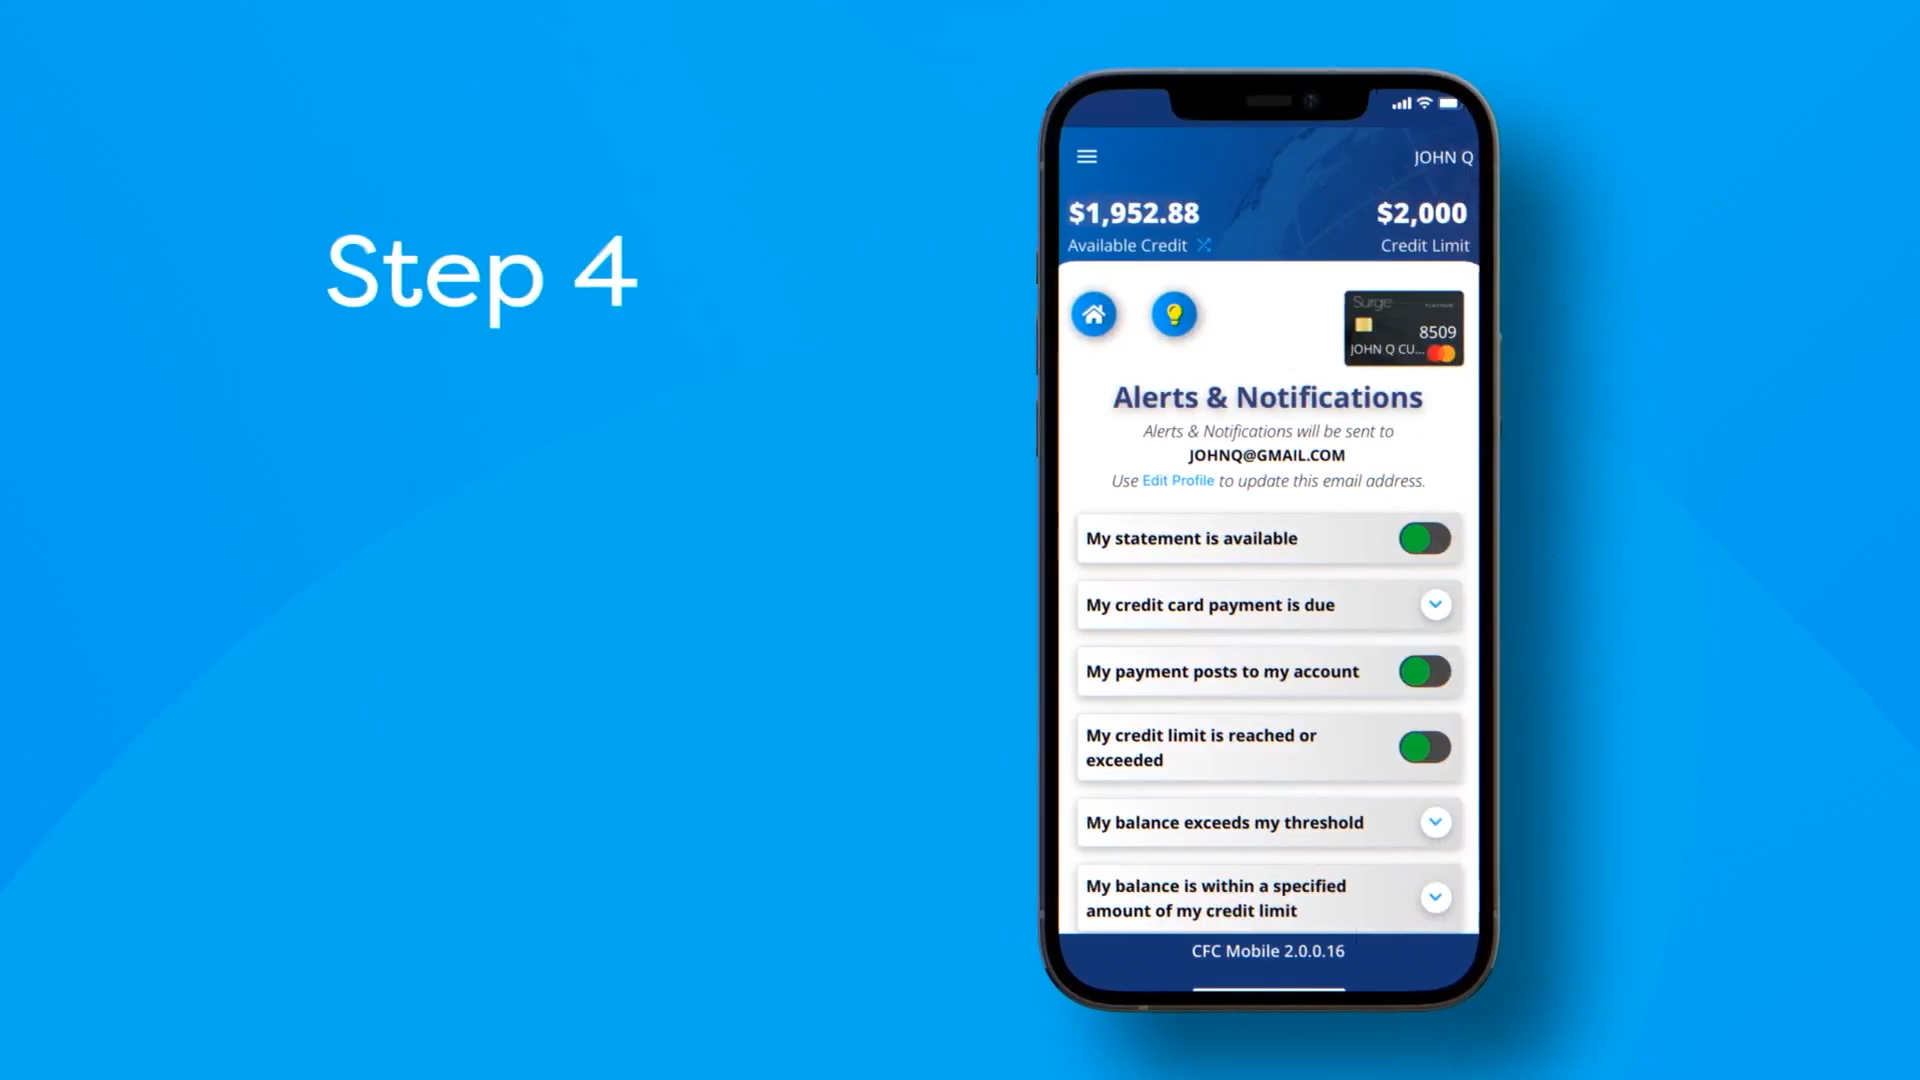 Step 4
JOHN Q
$1,952.88
$2,000
Available Credit
Credit Limit
Surge
8509
JOHN Q CU...
Alerts & Notifications
Alerts & Notifications will be sent to
JOHNQ@GMAIL.COM
Use Edit Profile to update this email address.
My statement is available
My credit card payment is due
My payment posts to my account
My credit limit is reached or
exceeded
My balance exceeds my threshold
My balance is within a specified
amount of my credit limit
CFC Mobile 2.0.0.16